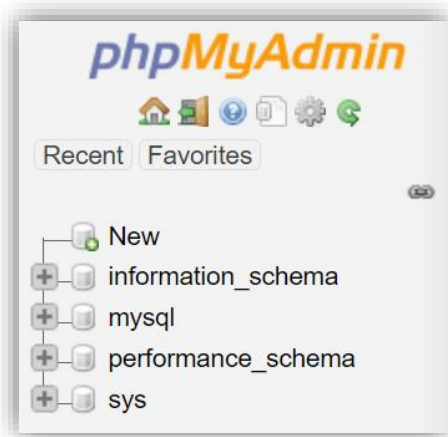 phpMyAdmin
Recent Favorites
New
information_schema
mysql
performance_schema
sys